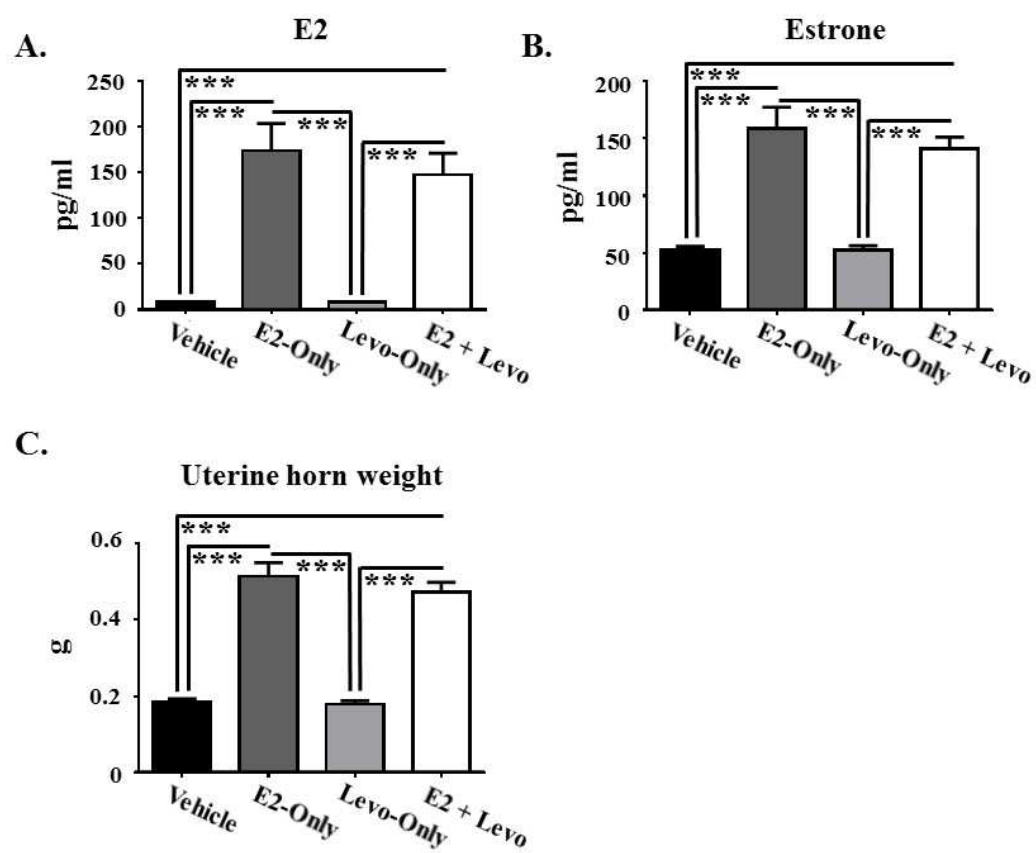 A.
E2
***
***
***
***
250
200
150
100
50
0
pg/ml
Vehicle
E2-Only
Levo-Only
E2 + Levo
B.
Estrone
***
***
***
***
200
150
100
50
0
pg/ml
Vehicle
E2-Only
Levo-Only
E2 + Levo
C.
Uterine horn weight
***
***
***
***
0.6
0.4
0.2
0
g
Vehicle
E2-Only
Levo-Only
E2 + Levo